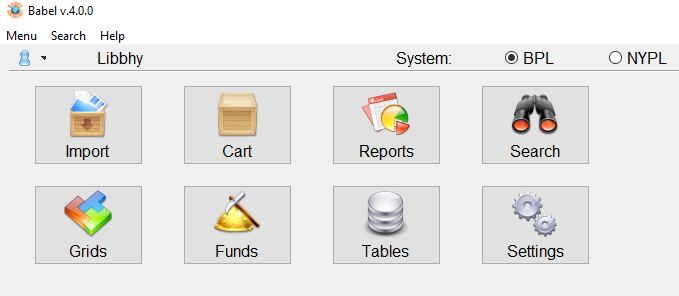 Babel v.4.0.0
Menu Search Help
Libbhy System: BPL NYPL
Import Cart Reports Search
Grids Funds Tables Settings